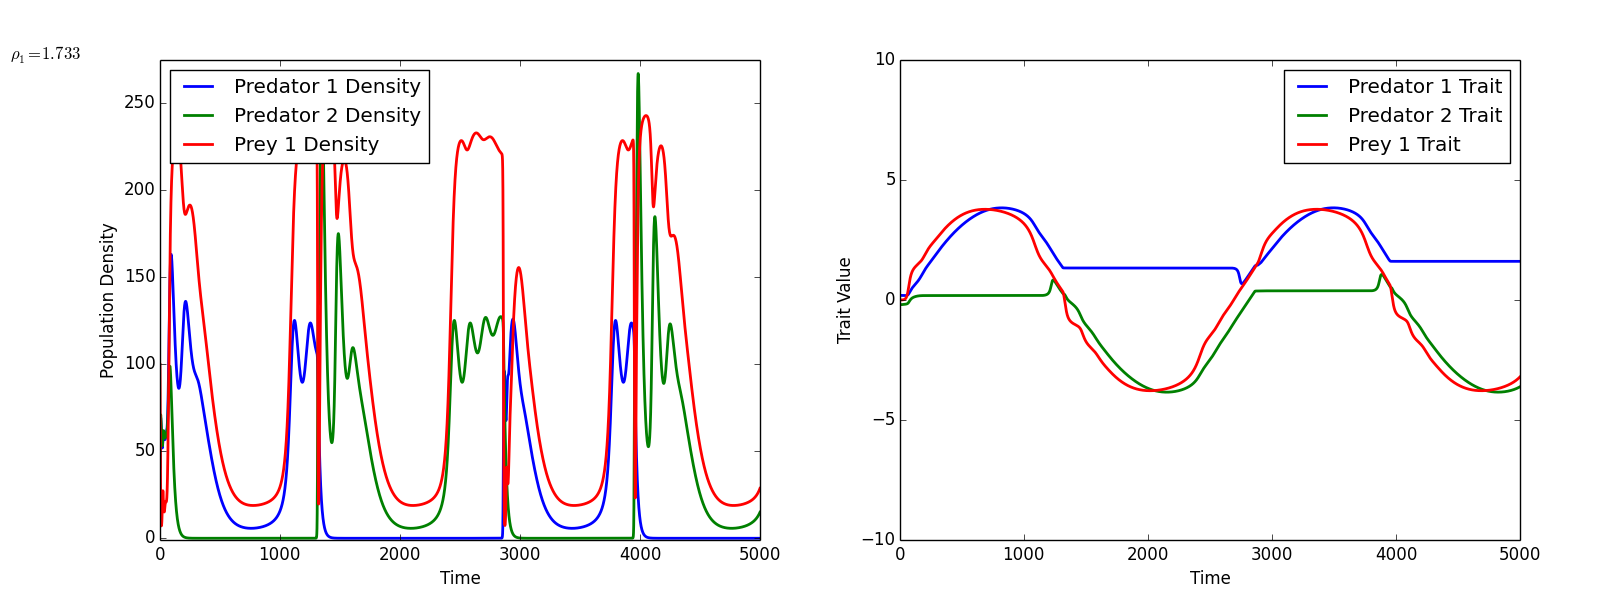 ρ₁=1.733
Predator 1 Density
Predator 2 Density
Prey 1 Density
Population Density
250
200
150
100
50
0
0 1000 2000 3000 4000 5000
Time
Predator 1 Trait
Predator 2 Trait
Prey 1 Trait
Trait Value
10
5
0
−5
−10
0 1000 2000 3000 4000 5000
Time